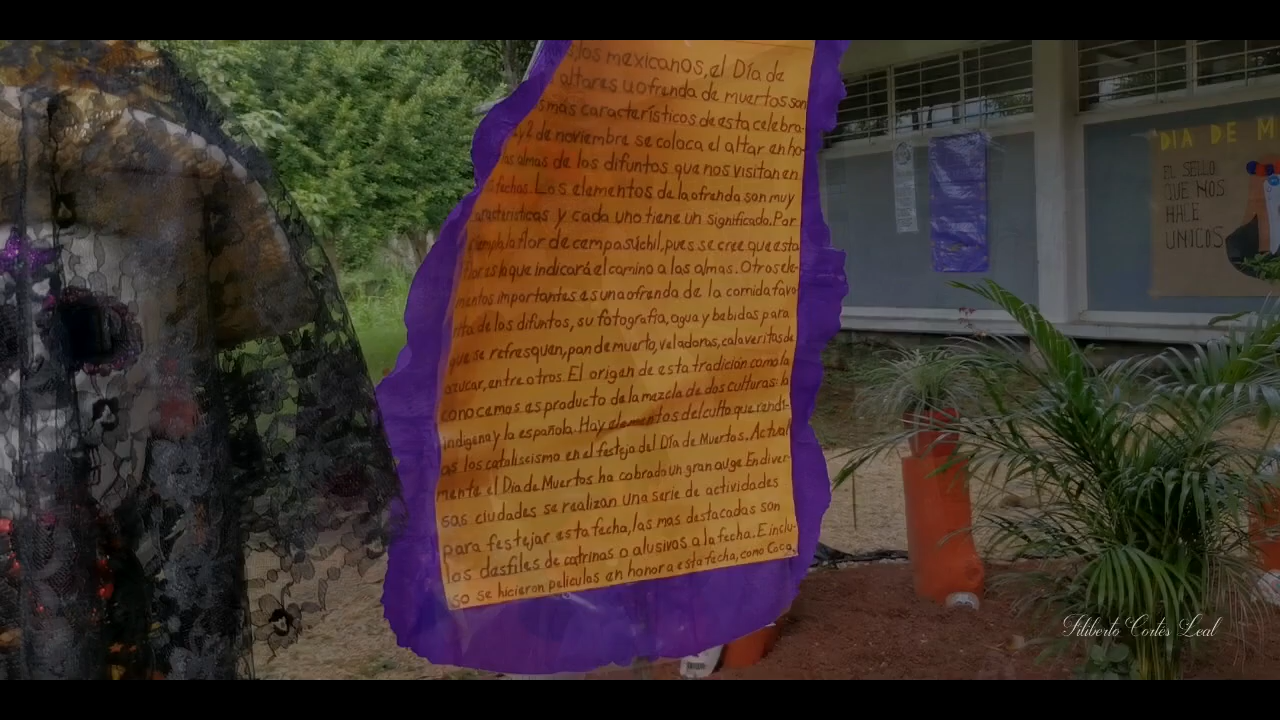 los mexicanos, el Día de
altares u ofrenda de muertos son
más característicos de esta celebra-
y 2 de noviembre se coloca el altar en ho-
las almas de los difuntos que nos visitan en
fechas. Los elementos de la ofrenda son muy
característicos y cada uno tiene un significado. Por
ejemplo la flor de campasúchil, pues se cree que esta
flor es la que indicará el camino a las almas. Otros ele-
mentos importantes es una ofrenda de la comida favo-
rita de los difuntos, su fotografía, agua y bebidas para
que se refresquen, pan de muerto, veladoras, calaveritas de
azucar, entre otros. El origen de esta tradición como la
conocemos es producto de la mezcla de dos culturas: la
indigena y la española. Hay elementos del culto que rendi-
as los catoliscismo en el festejo del Día de Muertos. Actual
mente el Dia de Muertos ha cobrado un gran auge En diver-
sas ciudades se realizan una serie de actividades
para festejar esta fecha, las mas destacadas son
los desfiles de catrinas o alusivos a la fecha. E inclu-
so se hicieron peliculas en honor a esta fecha, como Coco.
DIA DE M
EL SELLO
QUE NOS
HALE
UNICOS
Filiberto Cortés Leal